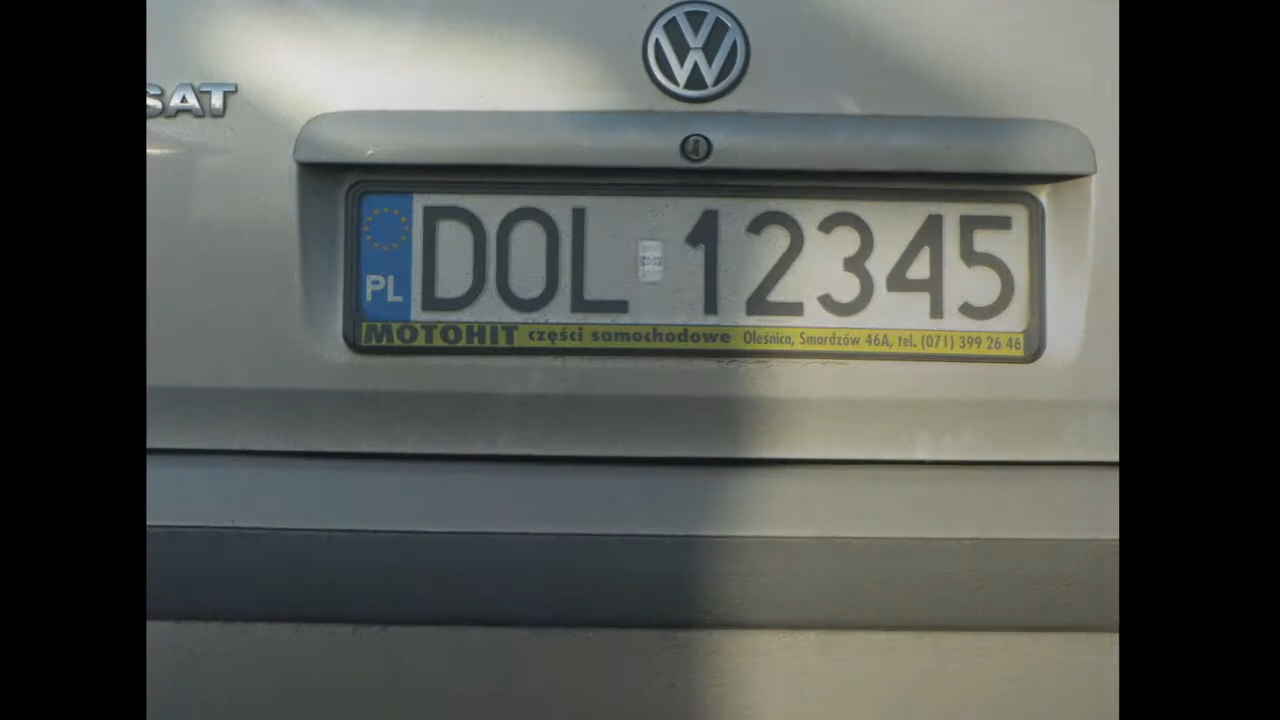 SAT
PL DOL 12345
MOTOHIT części samochodowe Oleśnica, Smardzów 46A, tel. (071) 399 26 46